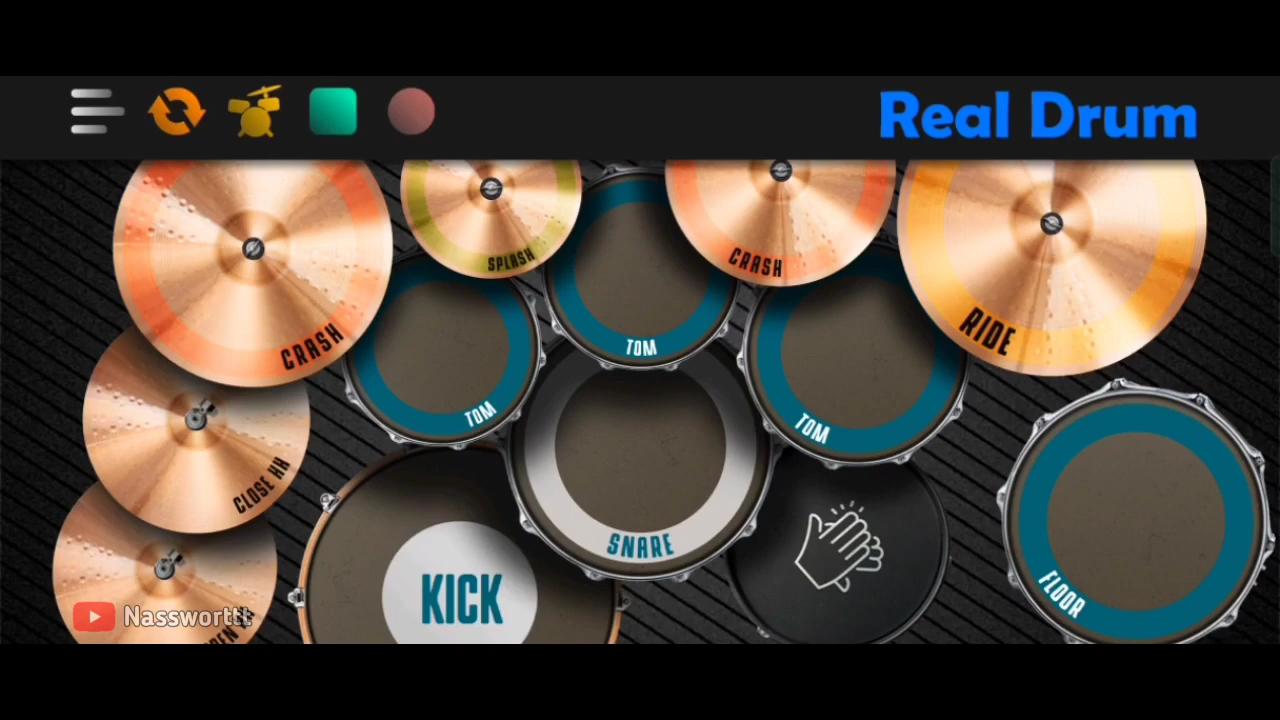 Real Drum
SPLASH
CRASH
CRASH
RIDE
TOM
TOM
TOM
CLOSE HH
SNARE
KICK
FLOOR
Nassworttt